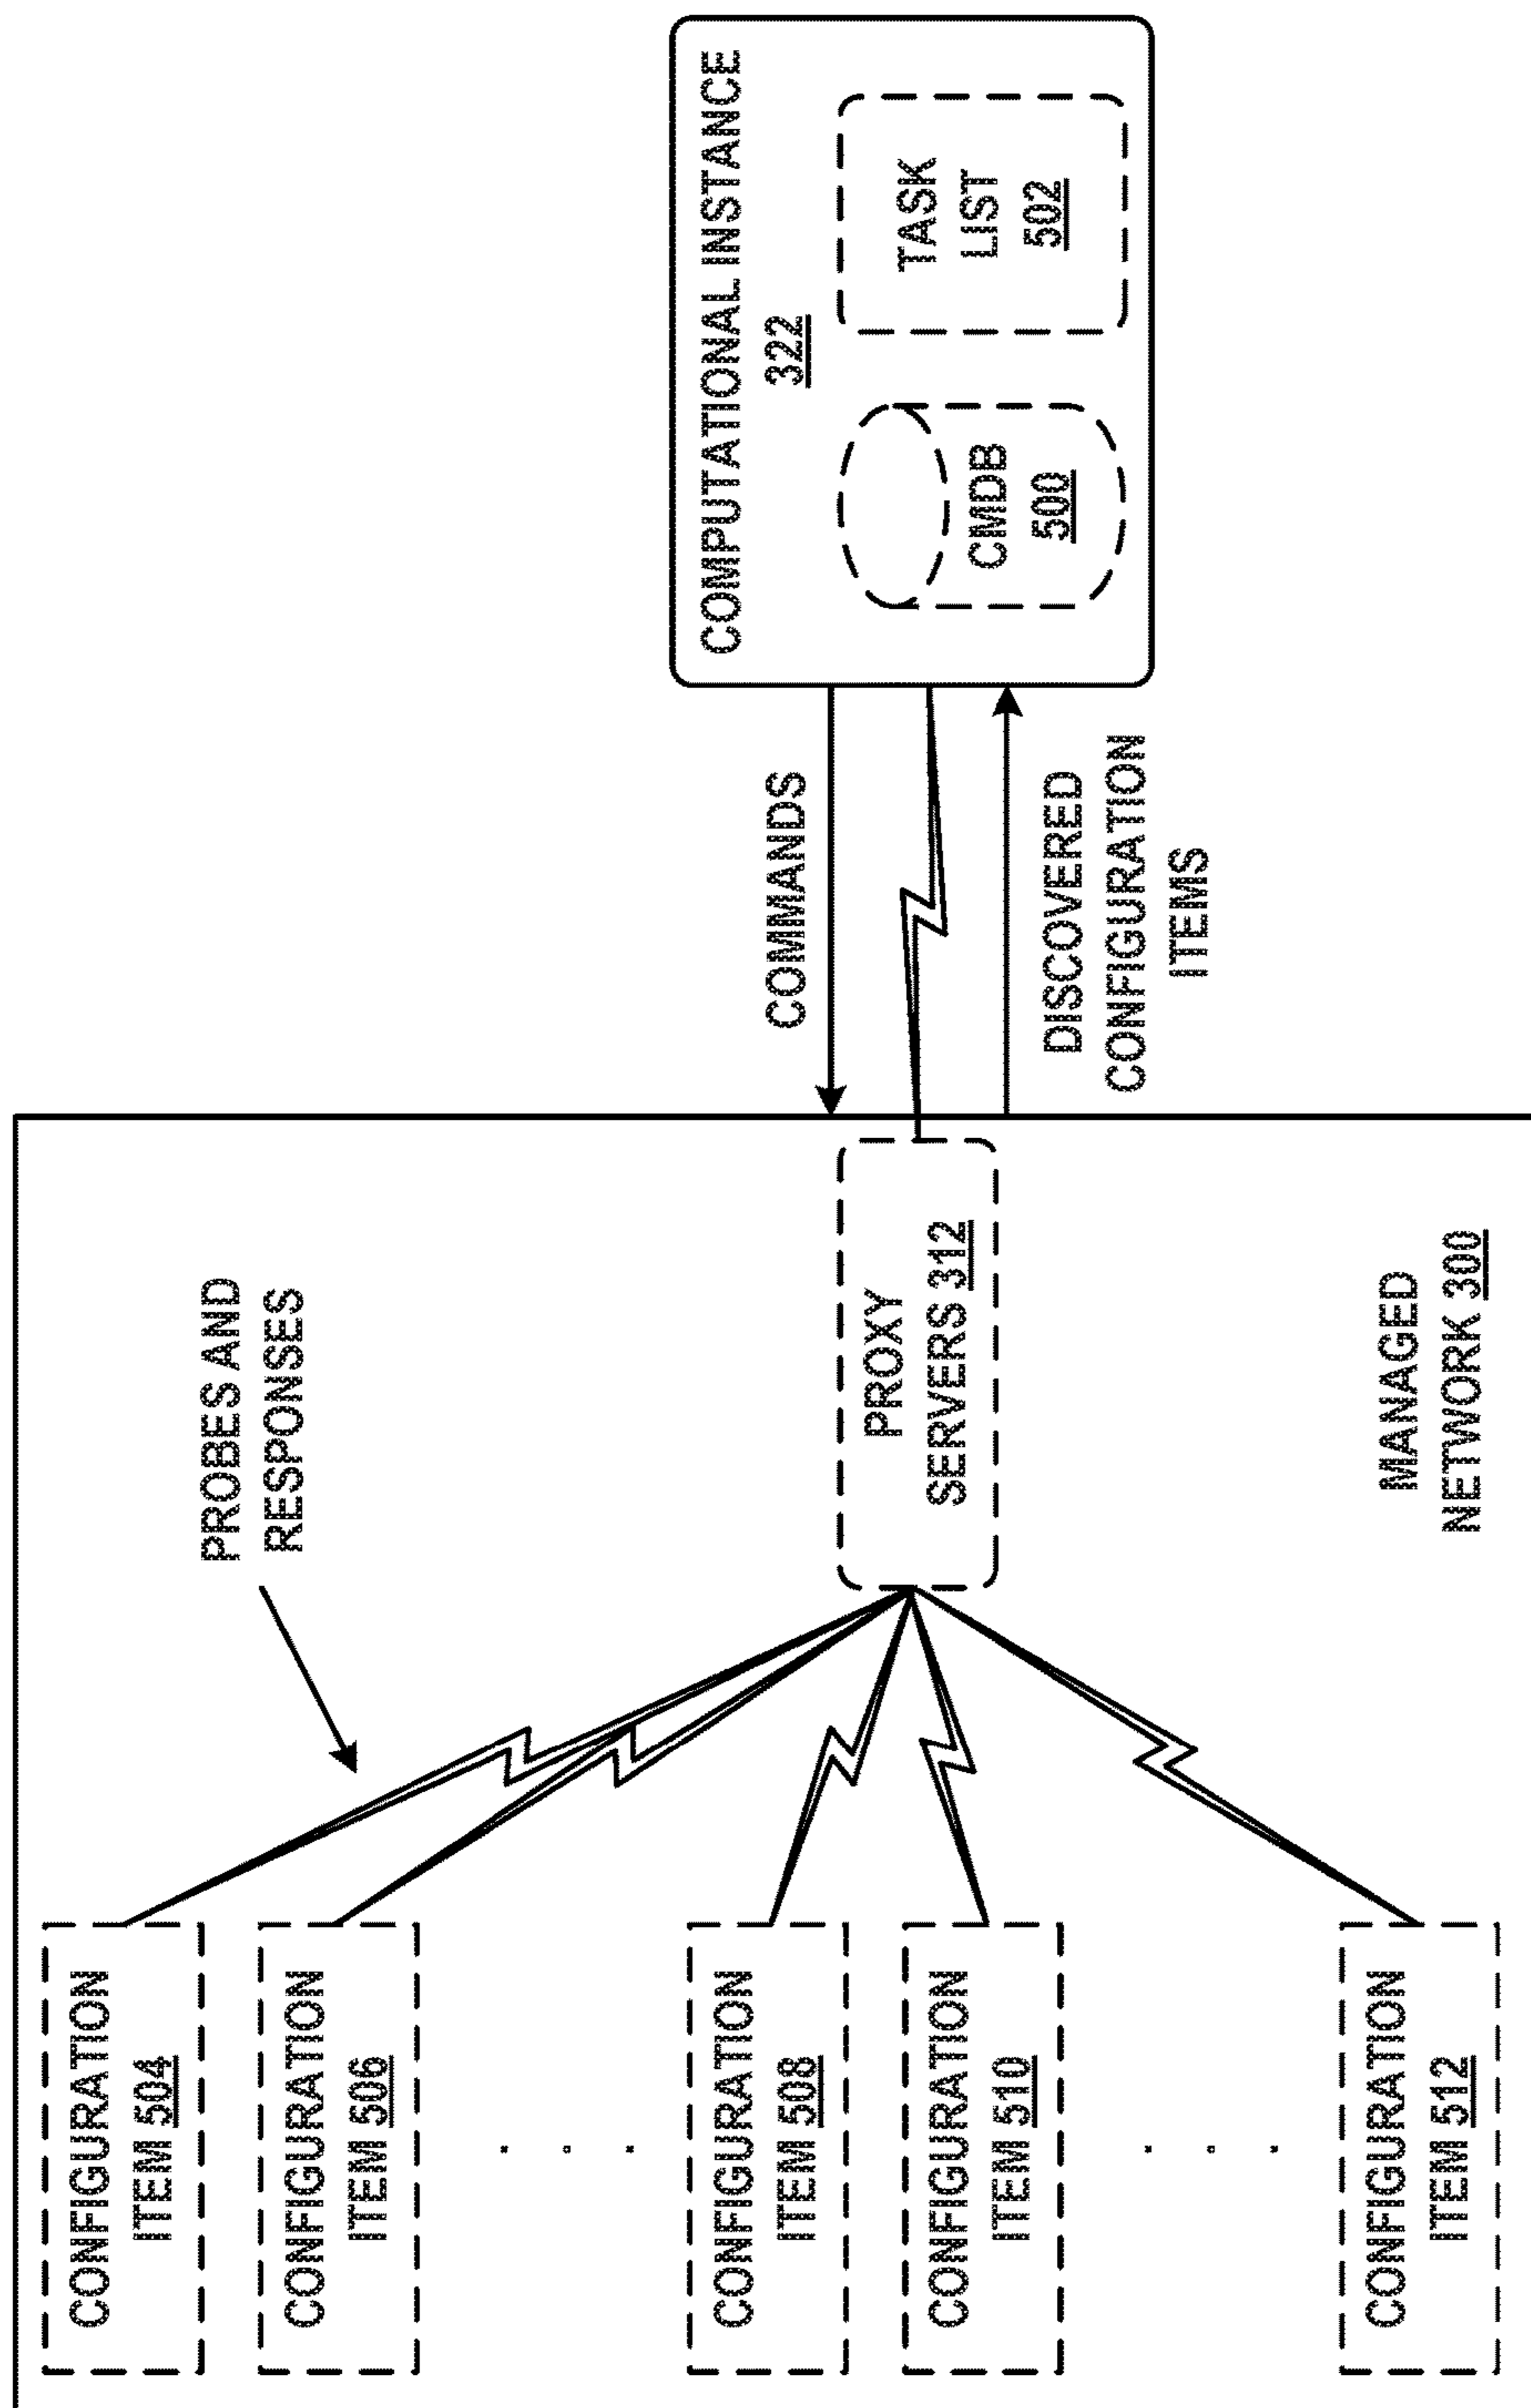 COMPUTATIONAL INSTANCE
322
CMDB
500
TASK
LIST
502
COMMANDS
DISCOVERED
CONFIGURATION
ITEMS
PROBES AND
RESPONSES
PROXY
SERVERS 312
MANAGED
NETWORK 300
CONFIGURATION
ITEM 504
CONFIGURATION
ITEM 506
CONFIGURATION
ITEM 508
CONFIGURATION
ITEM 510
CONFIGURATION
ITEM 512